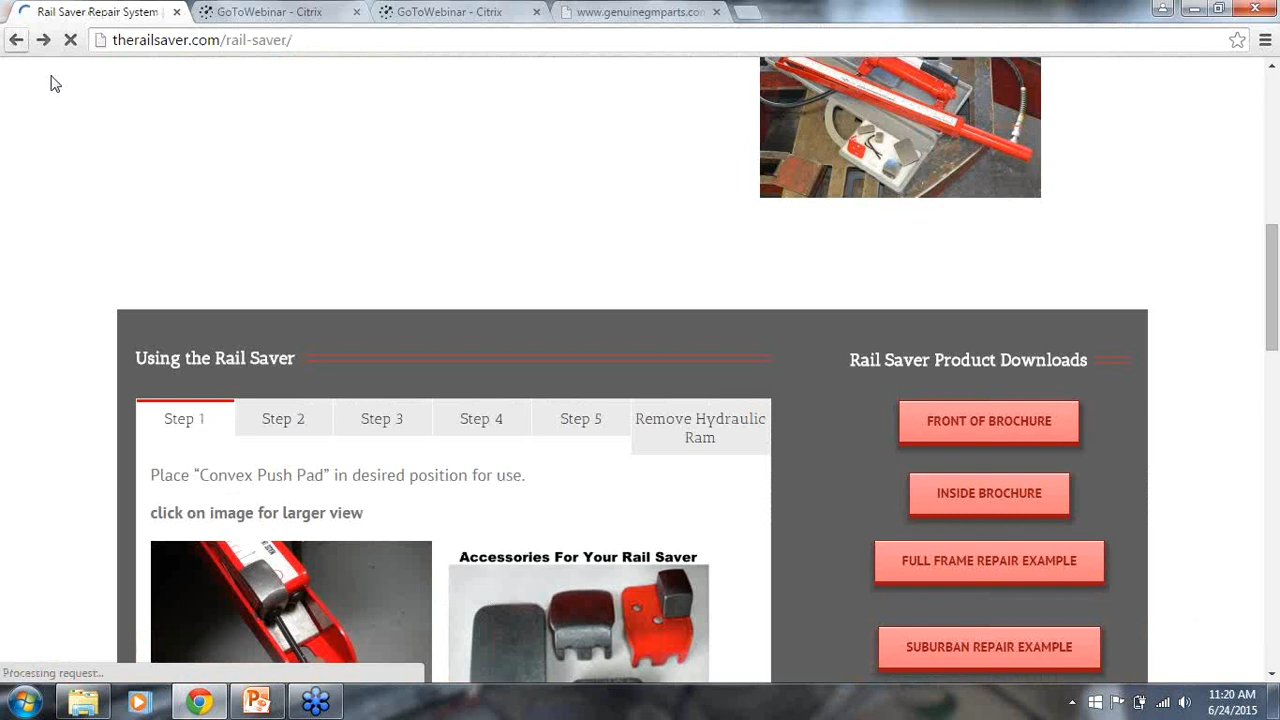 Rail Saver Repair System
GoToWebinar - Citrix
GoToWebinar - Citrix
www.genuinegmparts.com
therailsaver.com/rail-saver/
Using the Rail Saver
Rail Saver Product Downloads
Step 1
Step 2
Step 3
Step 4
Step 5
Remove Hydraulic
Ram
FRONT OF BROCHURE
Place “Convex Push Pad” in desired position for use.
INSIDE BROCHURE
click on image for larger view
Accessories For Your Rail Saver
FULL FRAME REPAIR EXAMPLE
SUBURBAN REPAIR EXAMPLE
Processing request...
11:20 AM
6/24/2015